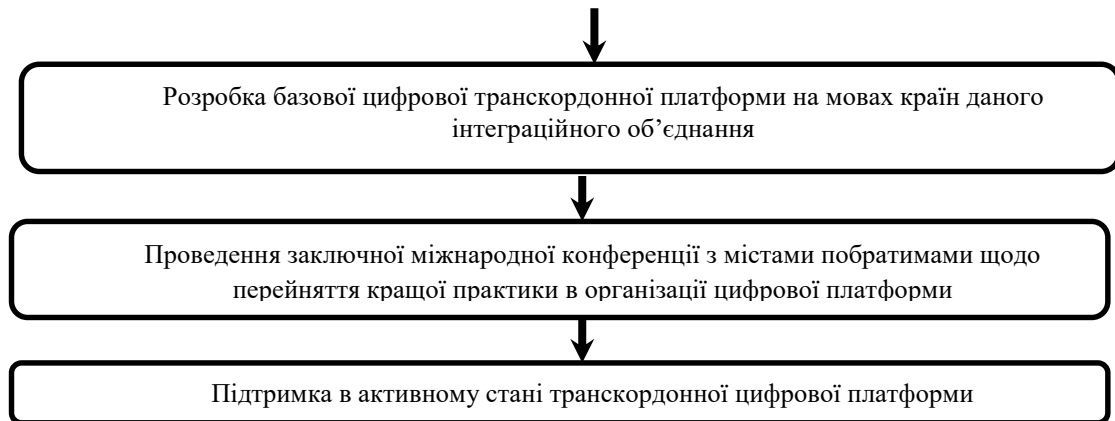 Розробка базової цифрової транскордонної платформи на мовах країн даного
інтеграційного об’єднання
Проведення заключної міжнародної конференції з містами побратимами щодо
перейняття кращої практики в організації цифрової платформи
Підтримка в активному стані транскордонної цифрової платформи